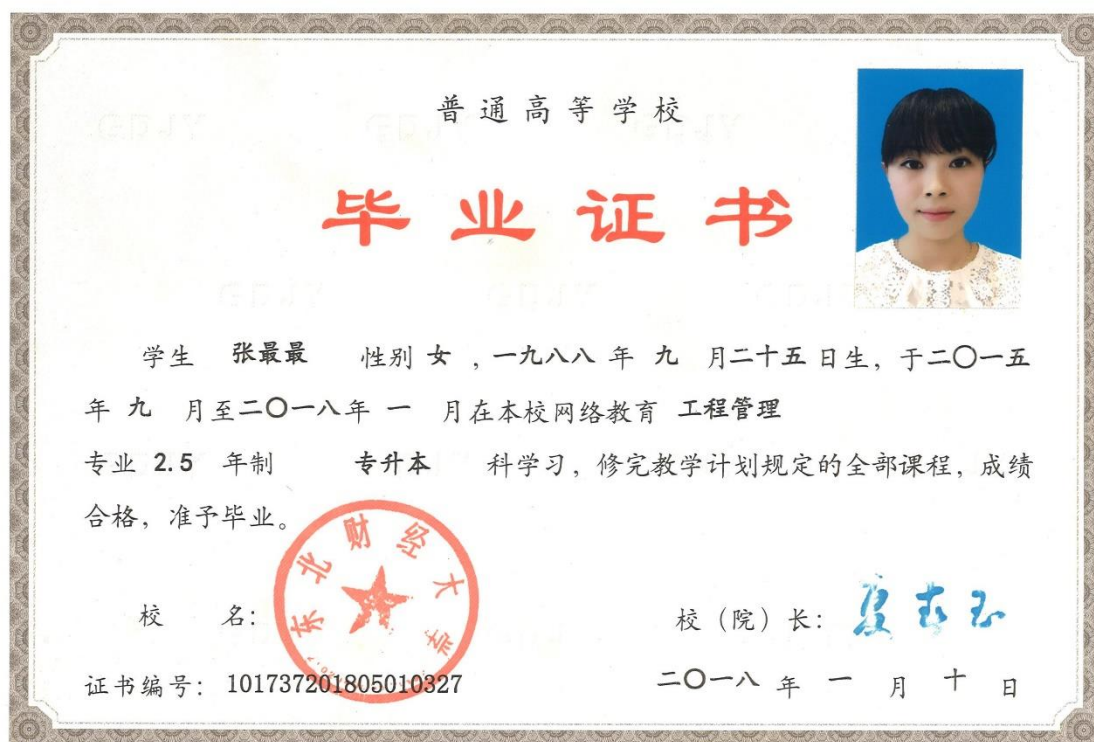 普通高等学校
毕业证书
学生 张最最 性别 女 ，一九八八 年 九 月二十五 日生，于二〇一五
年 九 月至二〇一八年 一 月在本校网络教育 工程管理
专业 2.5 年制 专升本 科学习，修完教学计划规定的全部课程，成绩
合格，准予毕业。
东北财经大学
校 名：
校（院）长：
证书编号：101737201805010327
二〇一八 年 一 月 十 日